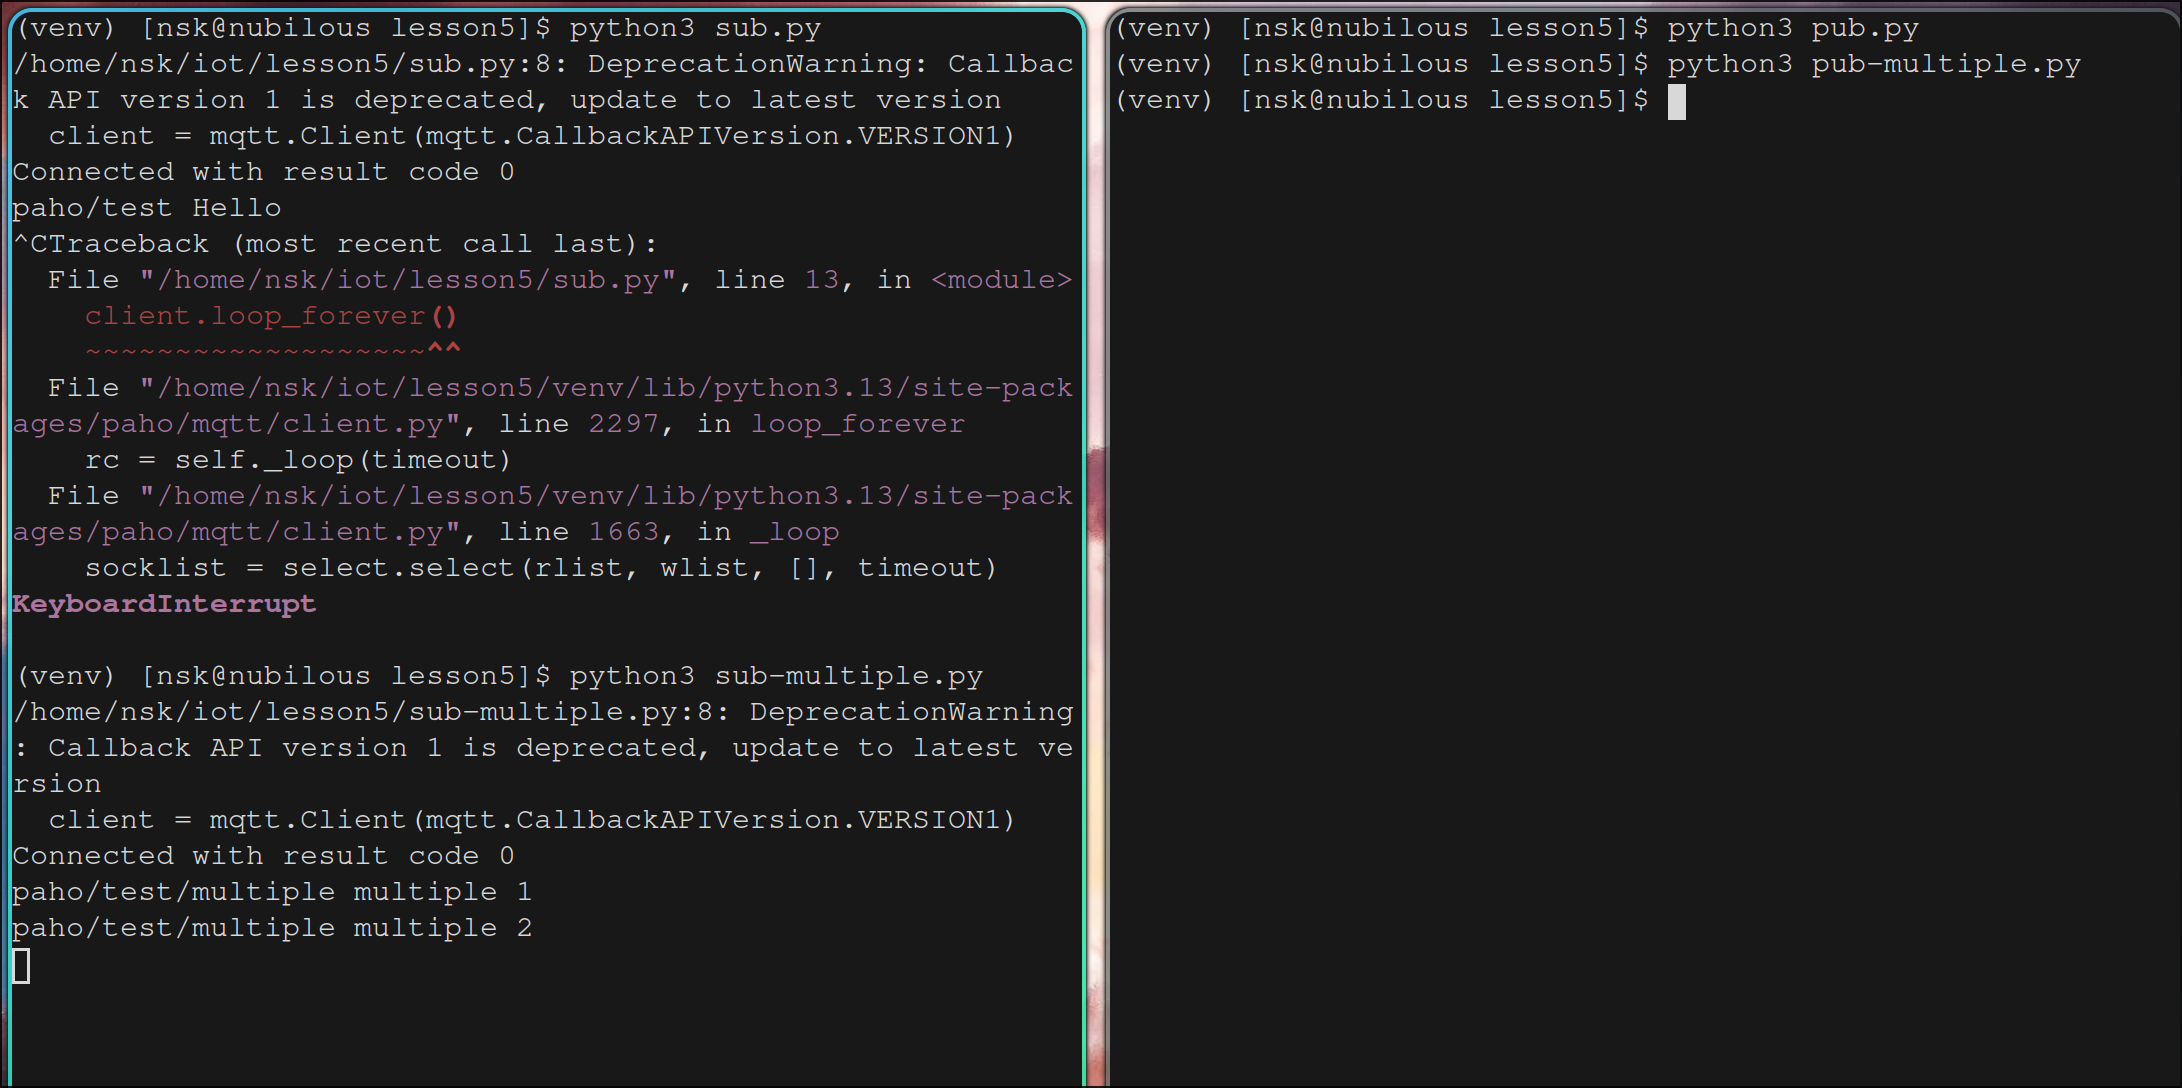 (venv) [nsk@nubilous lesson5]$ python3 sub.py
/home/nsk/iot/lesson5/sub.py:8: DeprecationWarning: Callbac
k API version 1 is deprecated, update to latest version
  client = mqtt.Client(mqtt.CallbackAPIVersion.VERSION1)
Connected with result code 0
paho/test Hello
^CTraceback (most recent call last):
  File "/home/nsk/iot/lesson5/sub.py", line 13, in <module>
    client.loop_forever()
    ~~~~~~~~~~~~~~~~~~~^^
  File "/home/nsk/iot/lesson5/venv/lib/python3.13/site-pack
ages/paho/mqtt/client.py", line 2297, in loop_forever
    rc = self._loop(timeout)
  File "/home/nsk/iot/lesson5/venv/lib/python3.13/site-pack
ages/paho/mqtt/client.py", line 1663, in _loop
    socklist = select.select(rlist, wlist, [], timeout)
KeyboardInterrupt

(venv) [nsk@nubilous lesson5]$ python3 sub-multiple.py
/home/nsk/iot/lesson5/sub-multiple.py:8: DeprecationWarning
: Callback API version 1 is deprecated, update to latest ve
rsion
  client = mqtt.Client(mqtt.CallbackAPIVersion.VERSION1)
Connected with result code 0
paho/test/multiple multiple 1
paho/test/multiple multiple 2
(venv) [nsk@nubilous lesson5]$ python3 pub.py
(venv) [nsk@nubilous lesson5]$ python3 pub-multiple.py
(venv) [nsk@nubilous lesson5]$